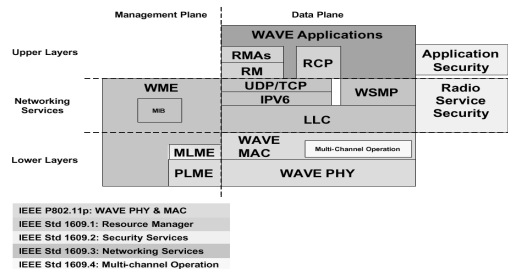 Management Plane
Data Plane
WAVE Applications
Upper Layers
RMAs
RCP
RM
Application
Security
WME
UDP/TCP
WSMP
Radio
Service
Security
Networking
Services
MIB
IPV6
LLC
WAVE
MAC
Multi-Channel Operation
Lower Layers
MLME
PLME
WAVE PHY
IEEE P802.11p: WAVE PHY & MAC
IEEE Std 1609.1: Resource Manager
IEEE Std 1609.2: Security Services
IEEE Std 1609.3: Networking Services
IEEE Std 1609.4: Multi-channel Operation